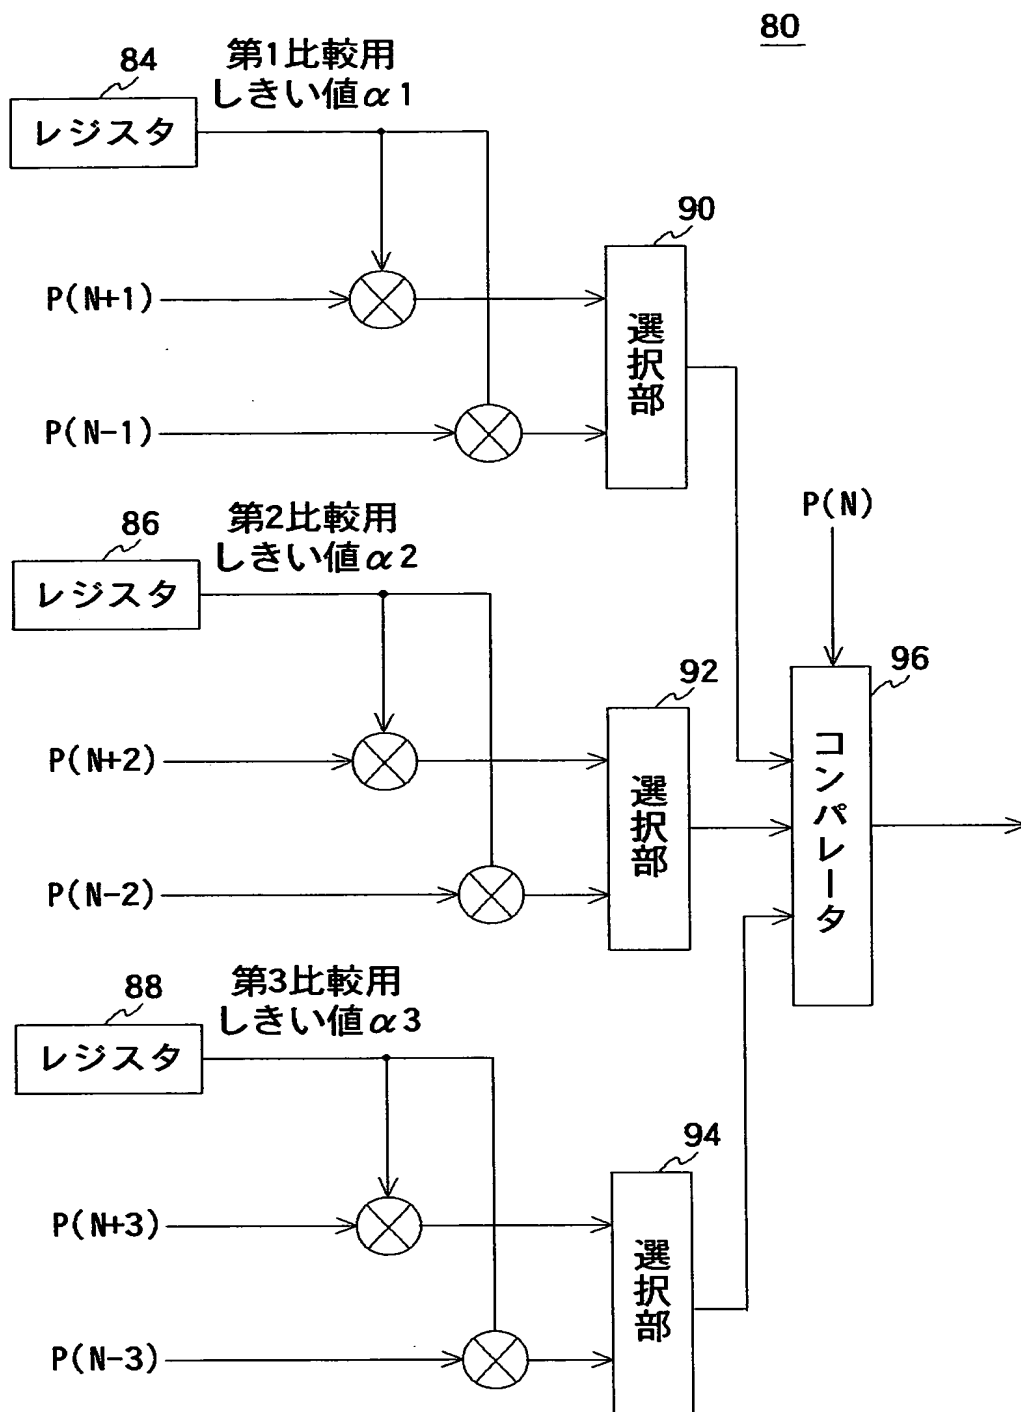 80
84
第1比較用
しきい値α1
レジスタ
90
P(N+1)
選択部
P(N-1)
86
第2比較用
しきい値α2
レジスタ
P(N)
92
96
P(N+2)
選択部
コンパレータ
P(N-2)
88
第3比較用
しきい値α3
レジスタ
94
P(N+3)
選択部
P(N-3)